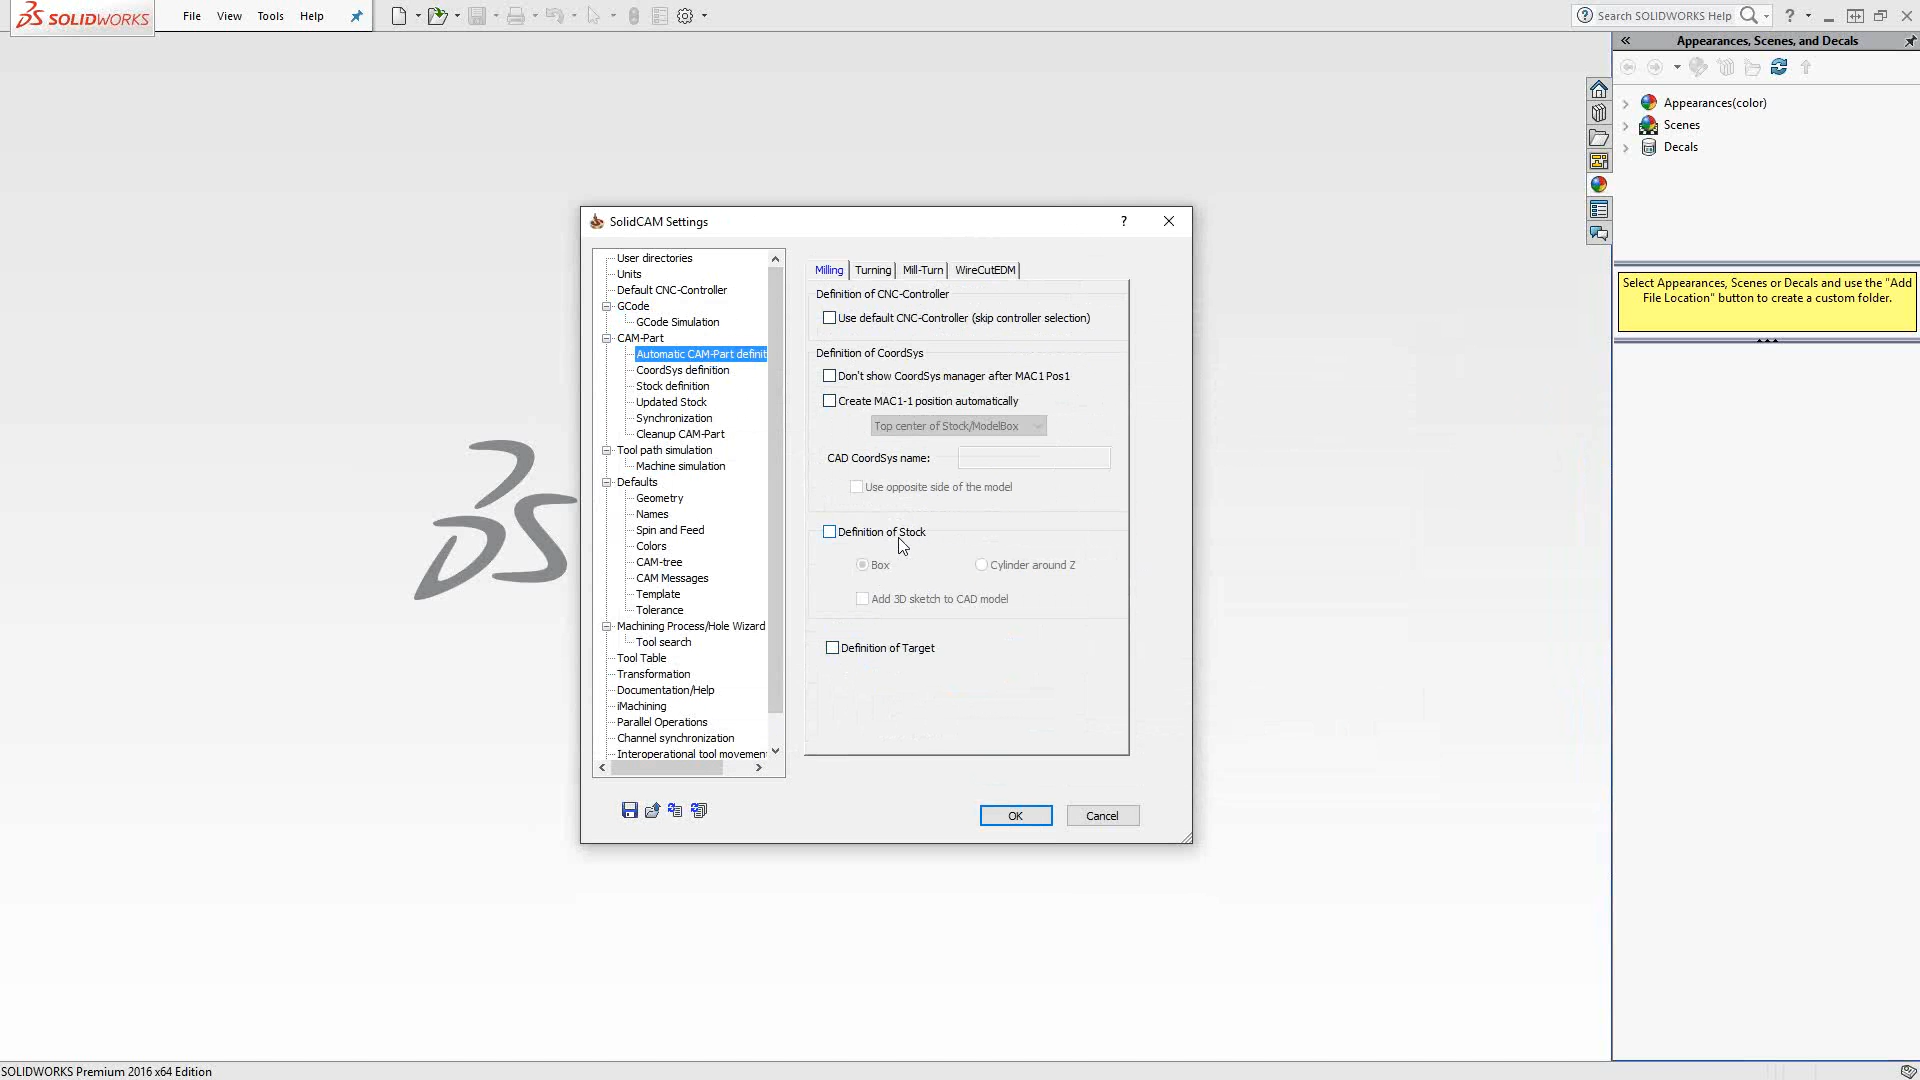 SOLIDWORKS
File View Tools Help
Search SOLIDWORKS Help
Appearances, Scenes, and Decals
Appearances(color)
Scenes
Decals
Select Appearances, Scenes or Decals and use the "Add
File Location" button to create a custom folder.
SolidCAM Settings
User directories
Units
Default CNC-Controller
GCode
GCode Simulation
CAM-Part
Automatic CAM-Part definit
CoordSys definition
Stock definition
Updated Stock
Synchronization
Cleanup CAM-Part
Tool path simulation
Machine simulation
Defaults
Geometry
Names
Spin and Feed
Colors
CAM-tree
CAM Messages
Template
Tolerance
Machining Process/Hole Wizard
Tool search
Tool Table
Transformation
Documentation/Help
iMachining
Parallel Operations
Channel synchronization
Interoperational tool movemen
Milling Turning Mill-Turn WireCutEDM
Definition of CNC-Controller
Use default CNC-Controller (skip controller selection)
Definition of CoordSys
Don't show CoordSys manager after MAC1 Pos1
Create MAC1-1 position automatically
Top center of Stock/ModelBox
CAD CoordSys name:
Use opposite side of the model
Definition of Stock
Box Cylinder around Z
Add 3D sketch to CAD model
Definition of Target
OK Cancel
SOLIDWORKS Premium 2016 x64 Edition